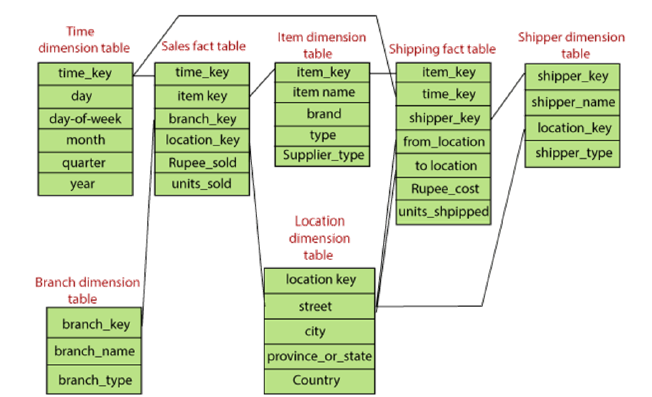 Time
dimension table
time_key
day
day-of-week
month
quarter
year
Sales fact table
time_key
item key
branch_key
location_key
Rupee_sold
units_sold
Item dimension
table
item_key
item name
brand
type
Supplier_type
Shipping fact table
item_key
time_key
shipper_key
from_location
to location
Rupee_cost
units_shpipped
Shipper dimension
table
shipper_key
shipper_name
location_key
shipper_type
Branch dimension
table
branch_key
branch_name
branch_type
Location
dimension
table
location key
street
city
province_or_state
Country